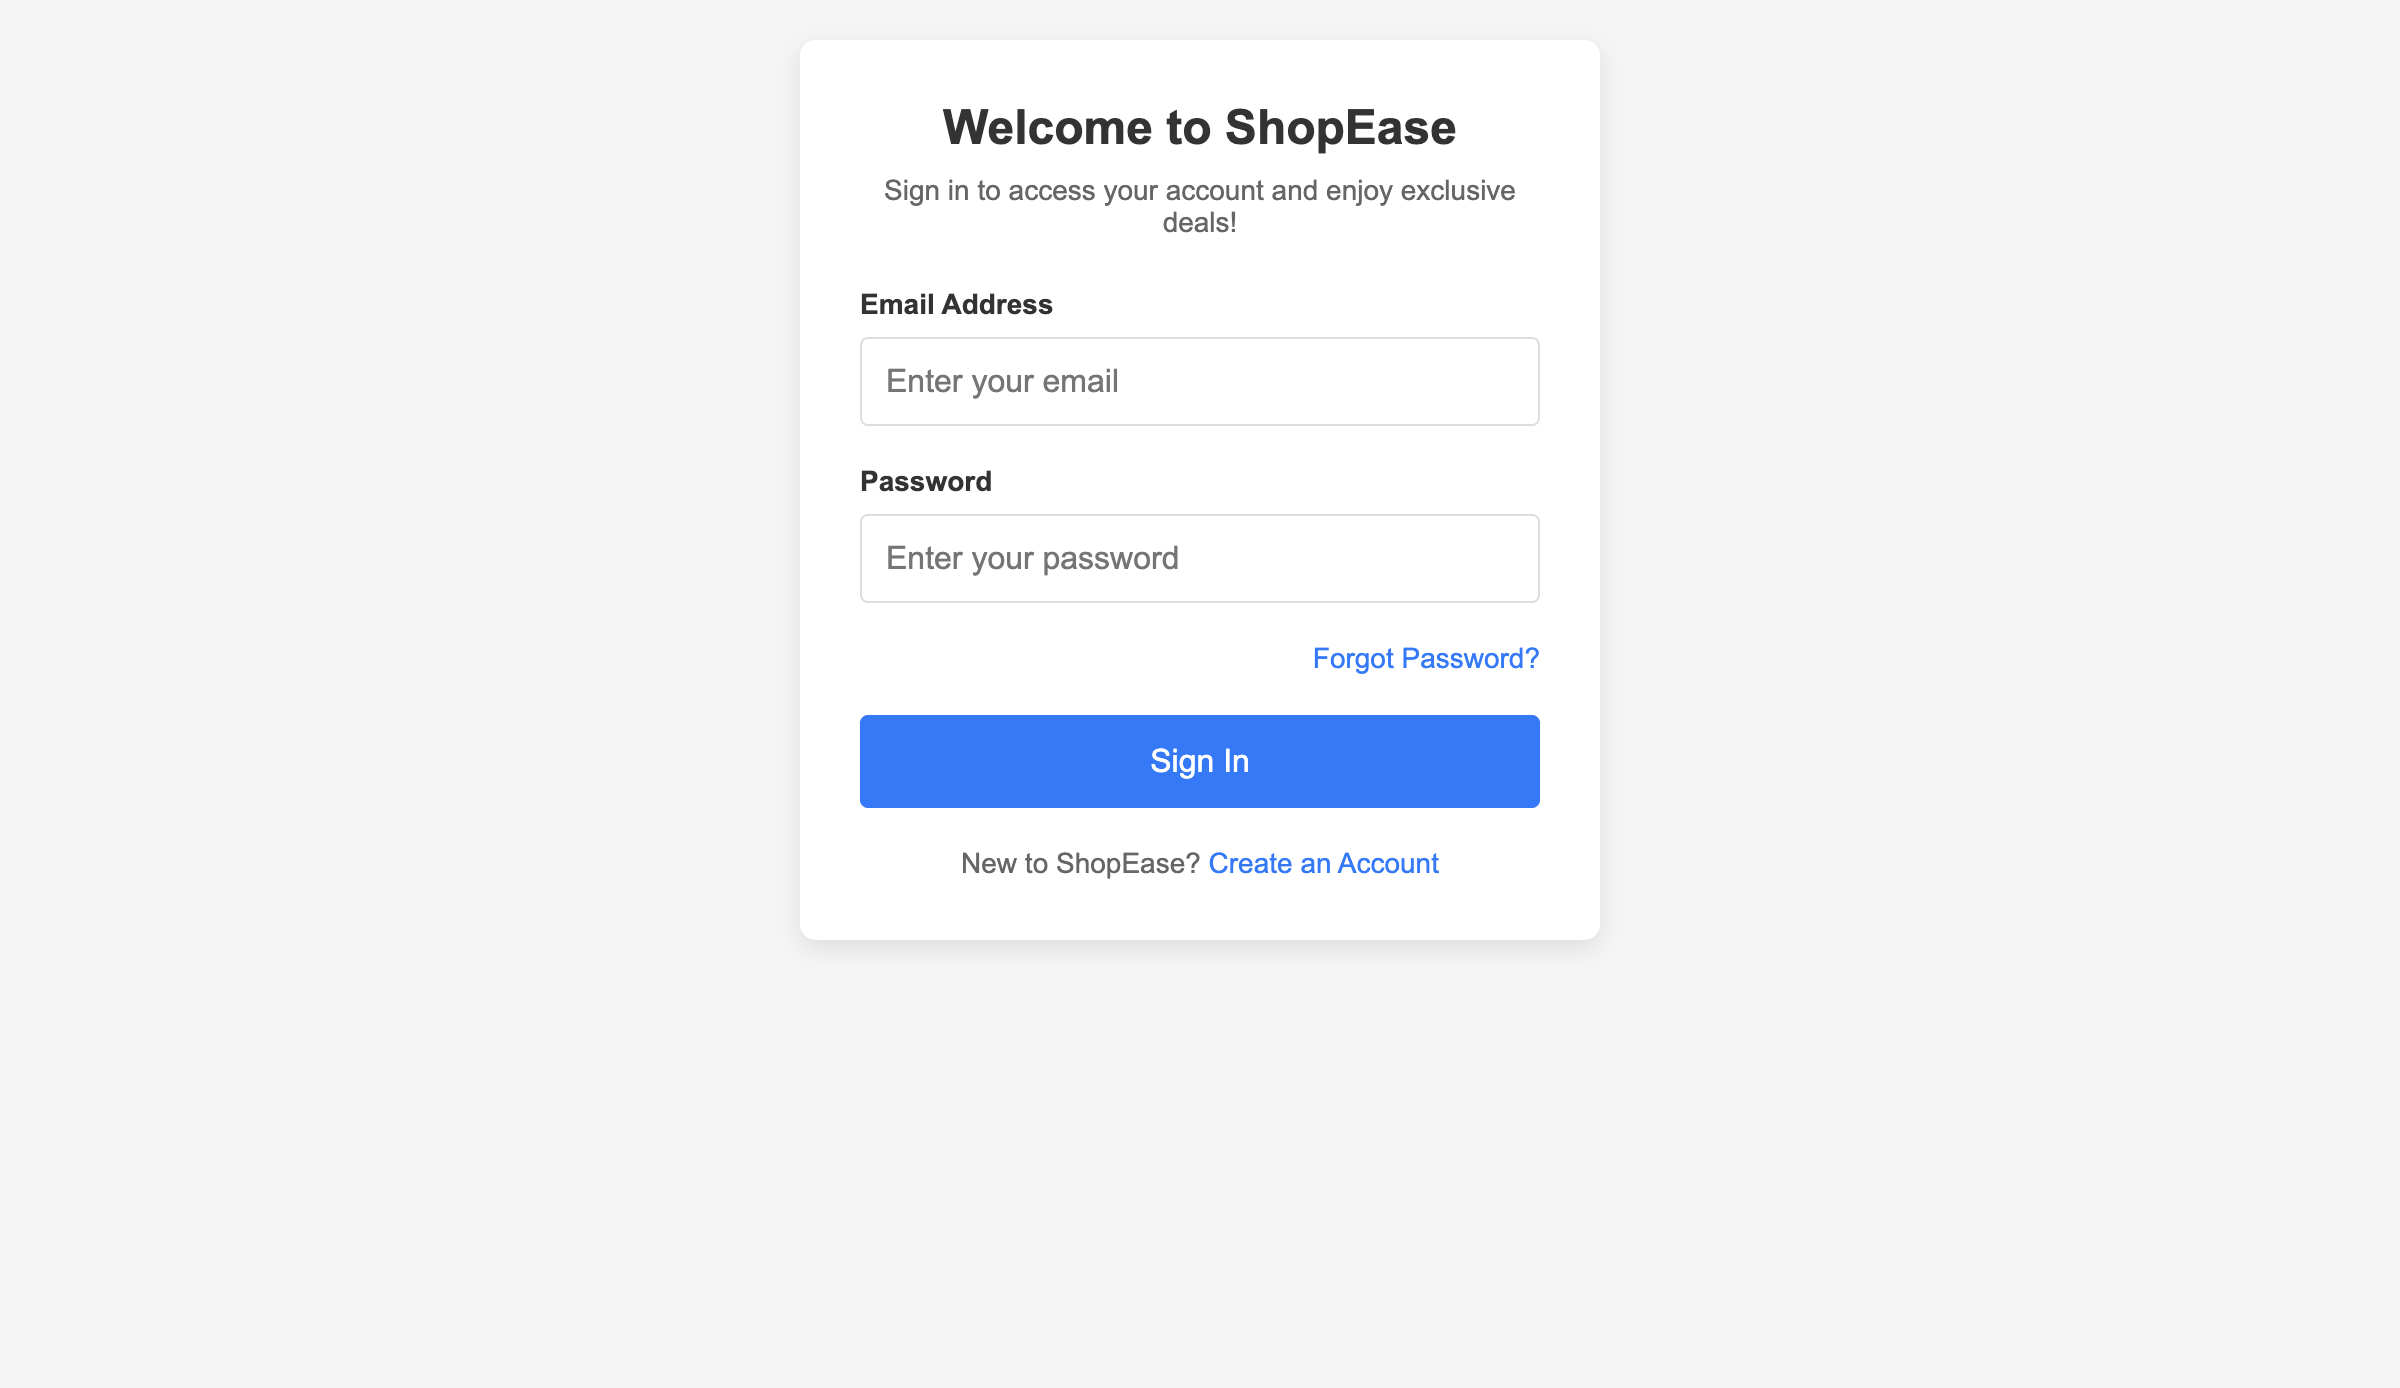 Welcome to ShopEase
Sign in to access your account and enjoy exclusive
deals!
Email Address
Enter your email
Password
Enter your password
Forgot Password?
Sign In
New to ShopEase? Create an Account